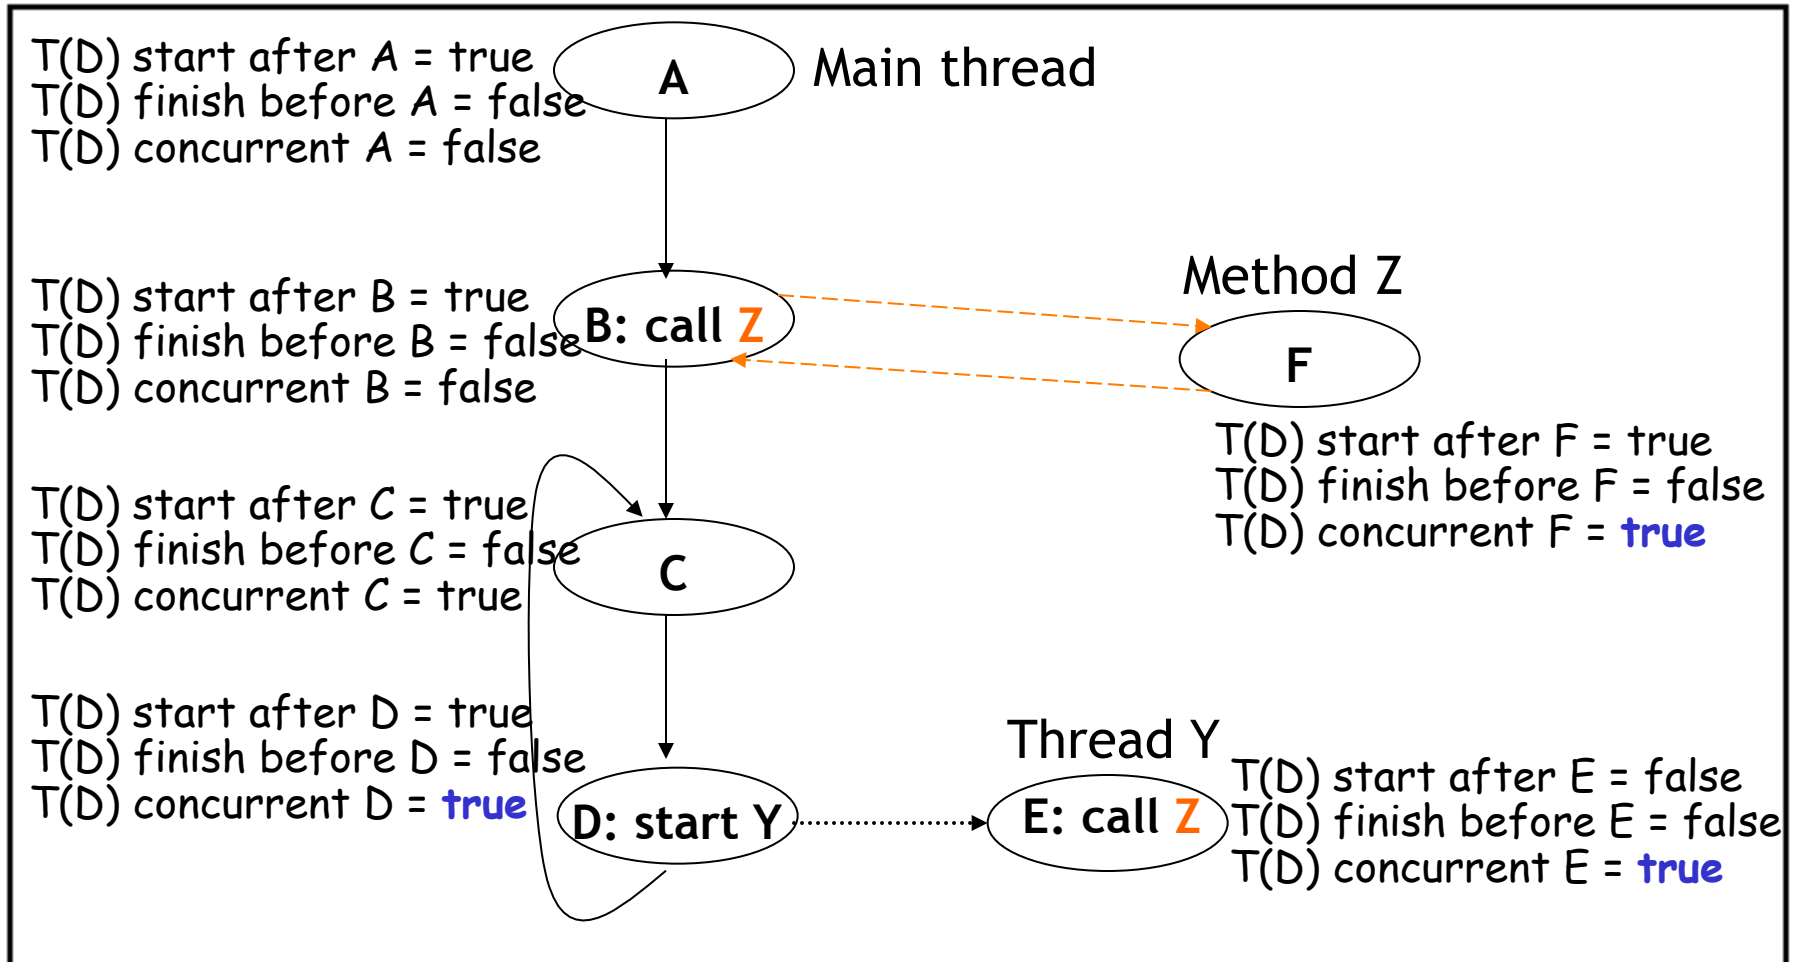 T(D) start after A = true
T(D) finish before A = false
T(D) concurrent A = false
A
Main thread
T(D) start after B = true
T(D) finish before B = false
T(D) concurrent B = false
B: call Z
Method Z
F
T(D) start after F = true
T(D) finish before F = false
T(D) concurrent F = true
T(D) start after C = true
T(D) finish before C = false
T(D) concurrent C = true
C
T(D) start after D = true
T(D) finish before D = false
T(D) concurrent D = true
D: start Y
Thread Y
E: call Z
T(D) start after E = false
T(D) finish before E = false
T(D) concurrent E = true